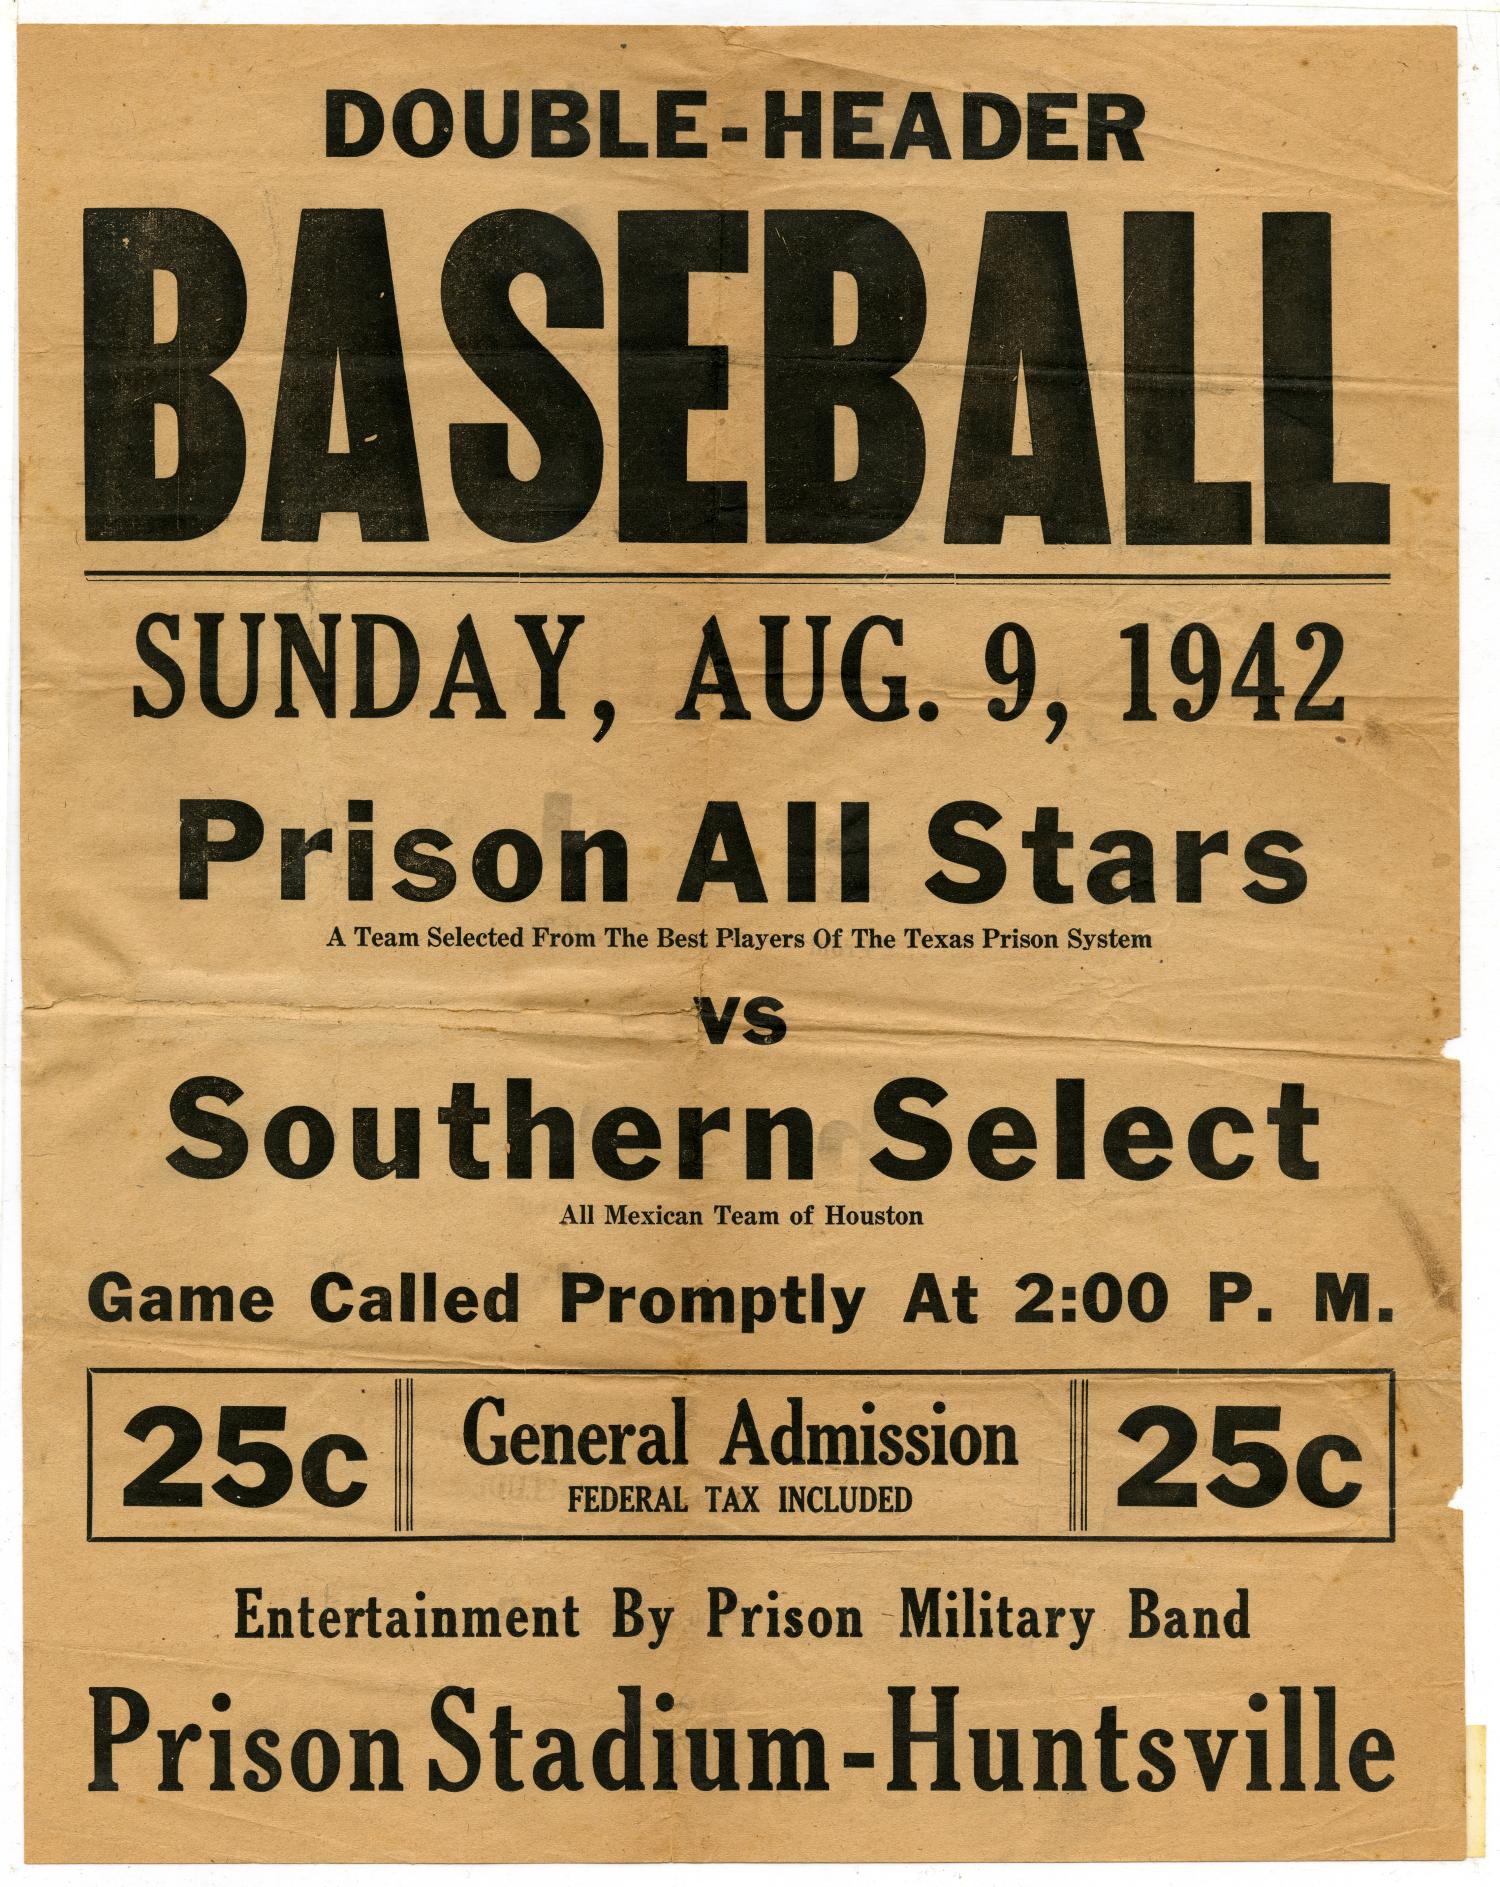 DOUBLE-HEADER
BASEBALL
SUNDAY, AUG. 9, 1942
Prison All Stars
A Team Selected From The Best Players Of The Texas Prison System
vs
Southern Select
All Mexican Team of Houston
Game Called Promptly At 2:00 P. M.
25c General Admission 25c
FEDERAL TAX INCLUDED
Entertainment By Prison Military Band
Prison Stadium-Huntsville